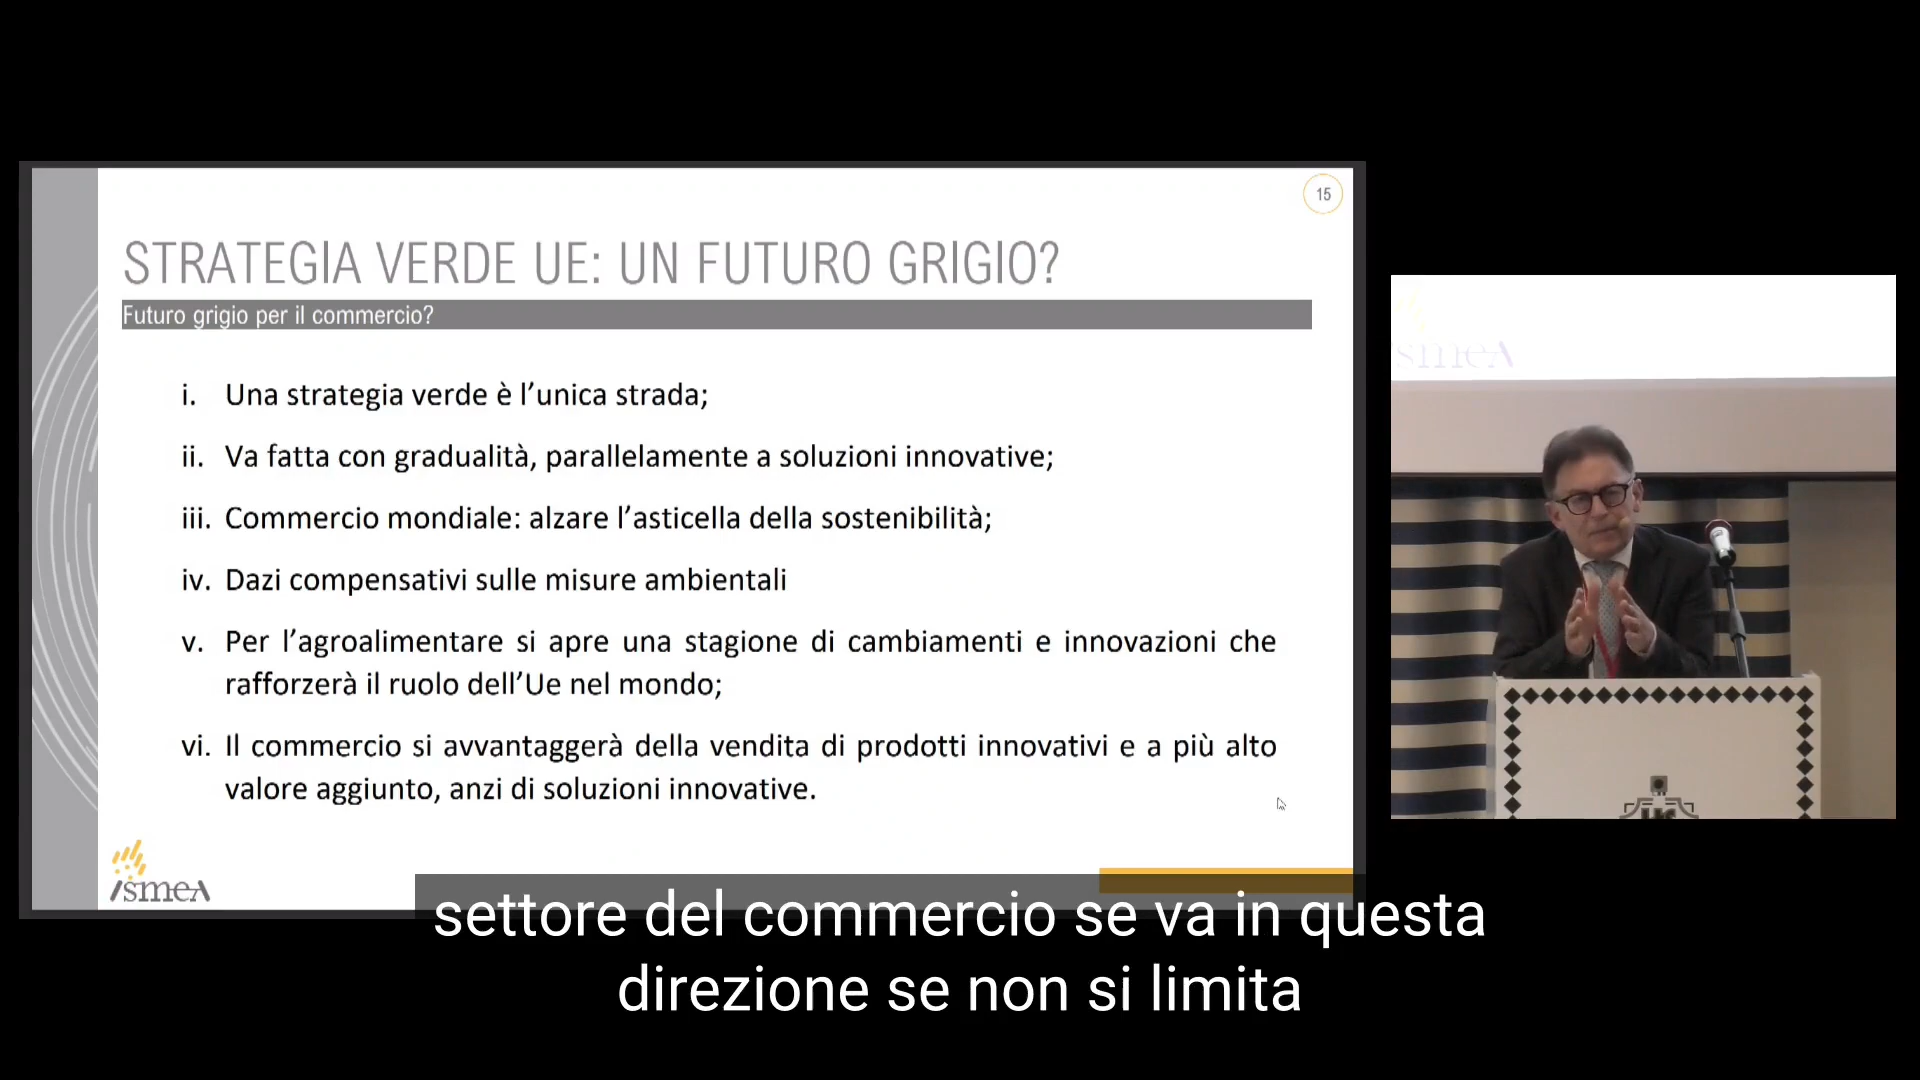 15
STRATEGIA VERDE UE: UN FUTURO GRIGIO?
Futuro grigio per il commercio?
i. Una strategia verde è l’unica strada;
ii. Va fatta con gradualità, parallelamente a soluzioni innovative;
iii. Commercio mondiale: alzare l’asticella della sostenibilità;
iv. Dazi compensativi sulle misure ambientali
v. Per l’agroalimentare si apre una stagione di cambiamenti e innovazioni che
rafforzerà il ruolo dell’Ue nel mondo;
vi. Il commercio si avvantaggerà della vendita di prodotti innovativi e a più alto
valore aggiunto, anzi di soluzioni innovative.
ismeA
smeA
settore del commercio se va in questa
direzione se non si limita